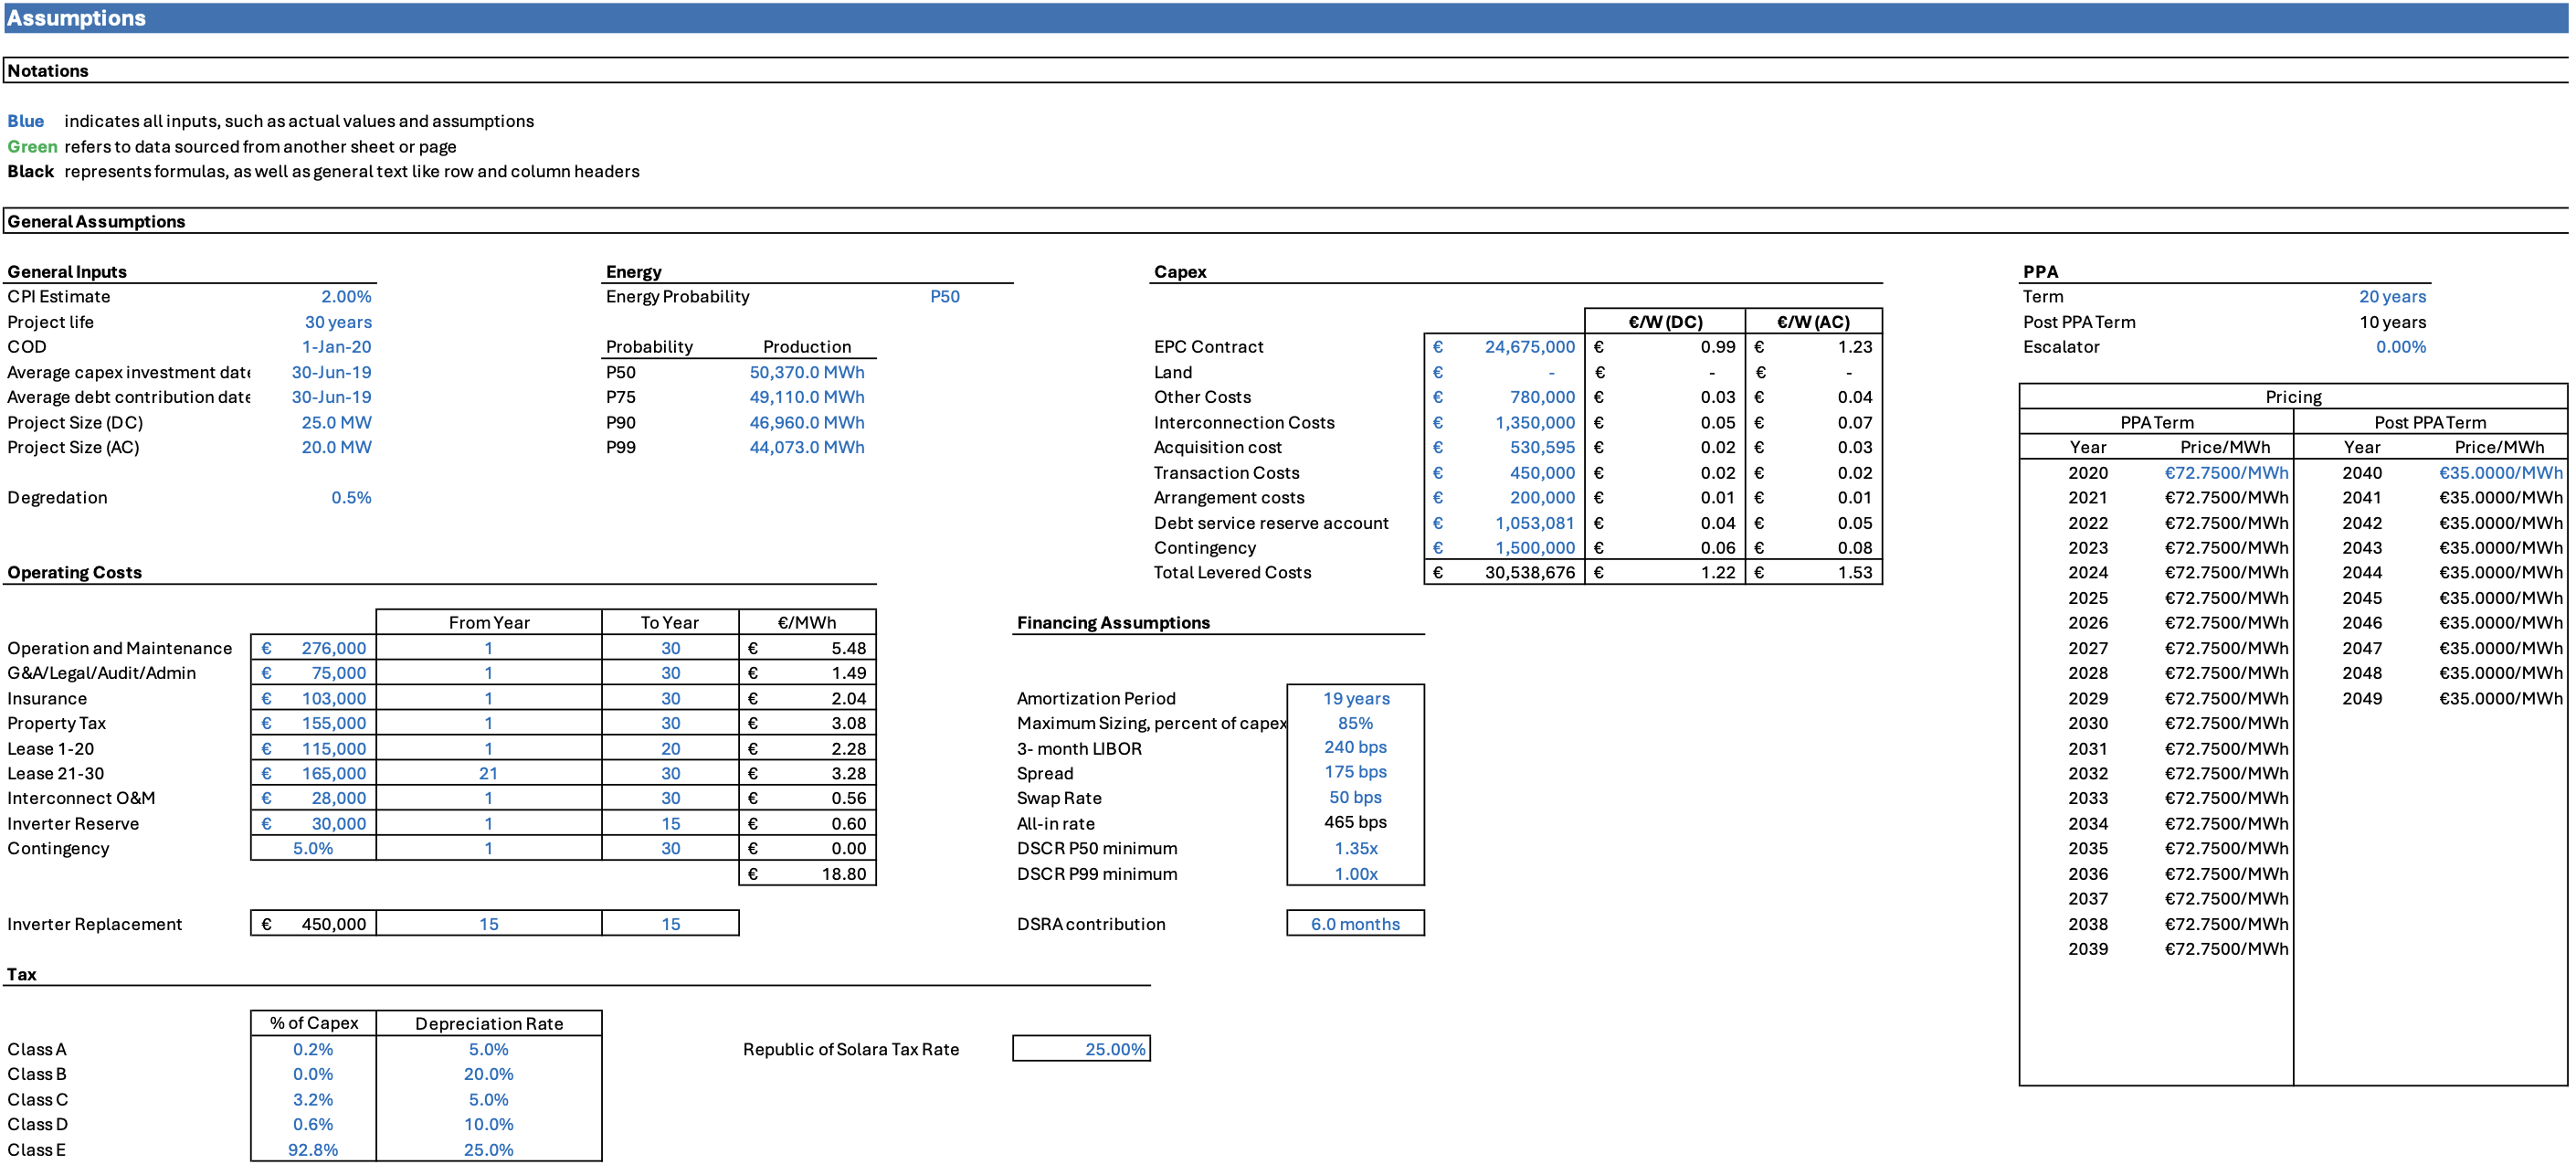 Assumptions
Notations
Blue indicates all inputs, such as actual values and assumptions
Green refers to data sourced from another sheet or page
Black represents formulas, as well as general text like row and column headers
General Assumptions
General Inputs
CPI Estimate 2.00%
Project life 30 years
COD 1-Jan-20
Average capex investment date 30-Jun-19
Average debt contribution date 30-Jun-19
Project Size (DC) 25.0 MW
Project Size (AC) 20.0 MW
Degredation 0.5%
Energy
Energy Probability P50
Probability Production
P50 50,370.0 MWh
P75 49,110.0 MWh
P90 46,960.0 MWh
P99 44,073.0 MWh
Capex
€/W (DC) €/W (AC)
EPC Contract € 24,675,000 € 0.99 € 1.23
Land € - € - € -
Other Costs € 780,000 € 0.03 € 0.04
Interconnection Costs € 1,350,000 € 0.05 € 0.07
Acquisition cost € 530,595 € 0.02 € 0.03
Transaction Costs € 450,000 € 0.02 € 0.02
Arrangement costs € 200,000 € 0.01 € 0.01
Debt service reserve account € 1,053,081 € 0.04 € 0.05
Contingency € 1,500,000 € 0.06 € 0.08
Total Levered Costs € 30,538,676 € 1.22 € 1.53
PPA
Term 20 years
Post PPA Term 10 years
Escalator 0.00%
Pricing
PPA Term Post PPA Term
Year Price/MWh Year Price/MWh
2020 €72.7500/MWh 2040 €35.0000/MWh
2021 €72.7500/MWh 2041 €35.0000/MWh
2022 €72.7500/MWh 2042 €35.0000/MWh
2023 €72.7500/MWh 2043 €35.0000/MWh
2024 €72.7500/MWh 2044 €35.0000/MWh
2025 €72.7500/MWh 2045 €35.0000/MWh
2026 €72.7500/MWh 2046 €35.0000/MWh
2027 €72.7500/MWh 2047 €35.0000/MWh
2028 €72.7500/MWh 2048 €35.0000/MWh
2029 €72.7500/MWh 2049 €35.0000/MWh
2030 €72.7500/MWh
2031 €72.7500/MWh
2032 €72.7500/MWh
2033 €72.7500/MWh
2034 €72.7500/MWh
2035 €72.7500/MWh
2036 €72.7500/MWh
2037 €72.7500/MWh
2038 €72.7500/MWh
2039 €72.7500/MWh
Operating Costs
From Year To Year €/MWh
Operation and Maintenance € 276,000 1 30 € 5.48
G&A/Legal/Audit/Admin € 75,000 1 30 € 1.49
Insurance € 103,000 1 30 € 2.04
Property Tax € 155,000 1 30 € 3.08
Lease 1-20 € 115,000 1 20 € 2.28
Lease 21-30 € 165,000 21 30 € 3.28
Interconnect O&M € 28,000 1 30 € 0.56
Inverter Reserve € 30,000 1 15 € 0.60
Contingency 5.0% 1 30 € 0.00
€ 18.80
Inverter Replacement € 450,000 15 15
Financing Assumptions
Amortization Period 19 years
Maximum Sizing, percent of capex 85%
3- month LIBOR 240 bps
Spread 175 bps
Swap Rate 50 bps
All-in rate 465 bps
DSCR P50 minimum 1.35x
DSCR P99 minimum 1.00x
DSRA contribution 6.0 months
Tax
% of Capex Depreciation Rate
Class A 0.2% 5.0%
Class B 0.0% 20.0%
Class C 3.2% 5.0%
Class D 0.6% 10.0%
Class E 92.8% 25.0%
Republic of Solara Tax Rate 25.00%